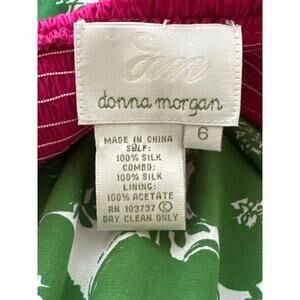 dm
donna morgan
6
MADE IN CHINA
SELF:
100% SILK
COMBO:
100% SILK
LINING:
100% ACETATE
RN 103737 ©
DRY CLEAN ONLY